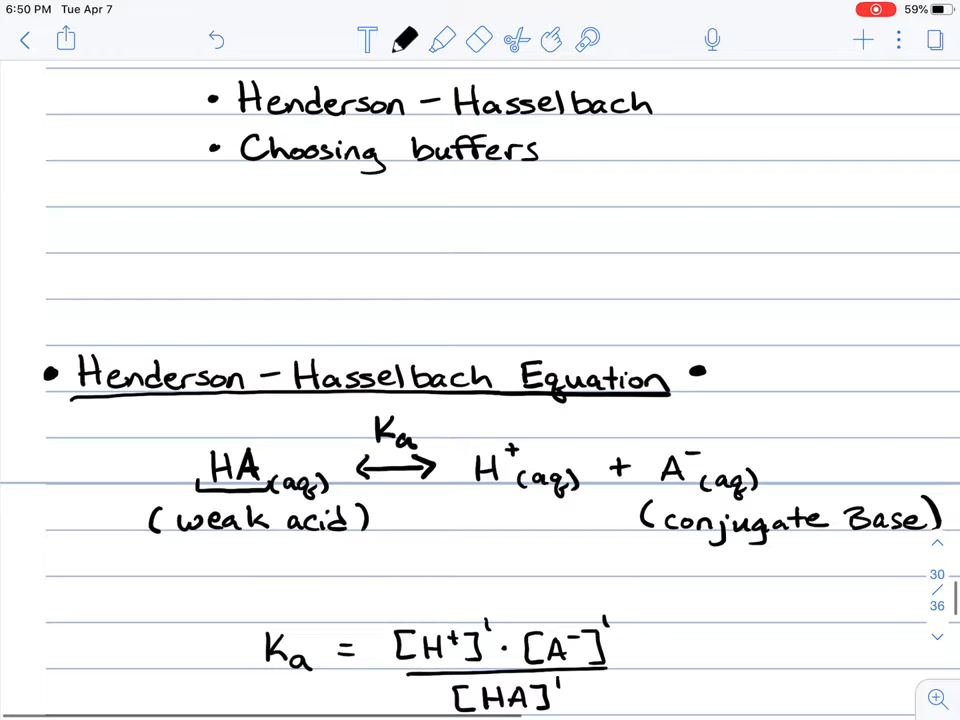 6:50 PM Tue Apr 7 59%
T
• Henderson - Hasselbach
• Choosing buffers
• Henderson - Hasselbach Equation •
Ka
HA(aq) ⟷ H⁺(aq) + A⁻(aq)
(weak acid) (conjugate Base)
30
/
36
Ka = [H⁺]¹ · [A⁻]¹
[HA]¹